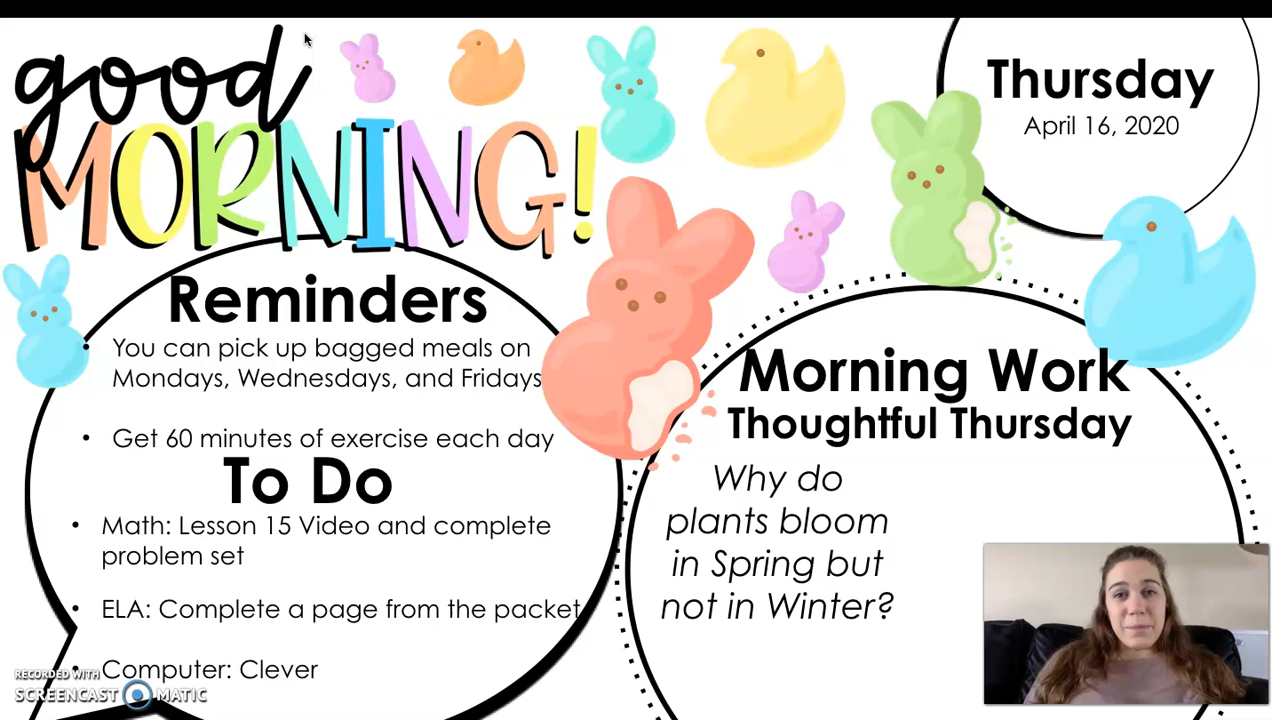 good
MORNING!
Thursday
April 16, 2020
Reminders
• You can pick up bagged meals on
Mondays, Wednesdays, and Fridays
• Get 60 minutes of exercise each day
To Do
• Math: Lesson 15 Video and complete
problem set
• ELA: Complete a page from the packet
• Computer: Clever
Morning Work
Thoughtful Thursday
Why do
plants bloom
in Spring but
not in Winter?
RECORDED WITH
SCREENCAST MATIC